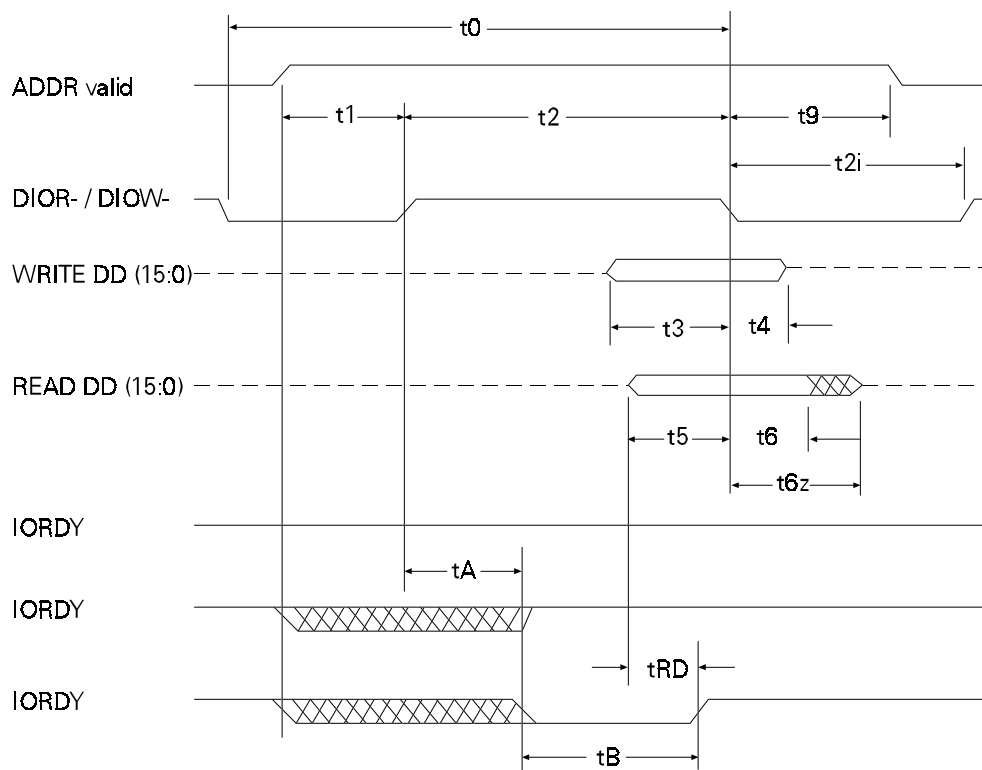 t0
ADDR valid
t1
t2
t9
t2i
DIOR- / DIOW-
WRITE DD (15:0)
t3
t4
READ DD (15:0)
t5
t6
t6z
IORDY
tA
IORDY
tRD
IORDY
tB